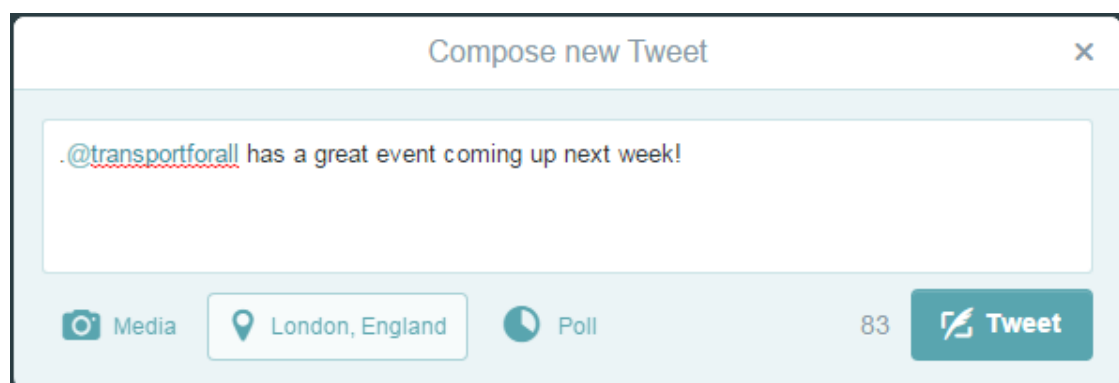 Compose new Tweet ×
.@transportforall has a great event coming up next week!
Media London, England Poll 83 Tweet